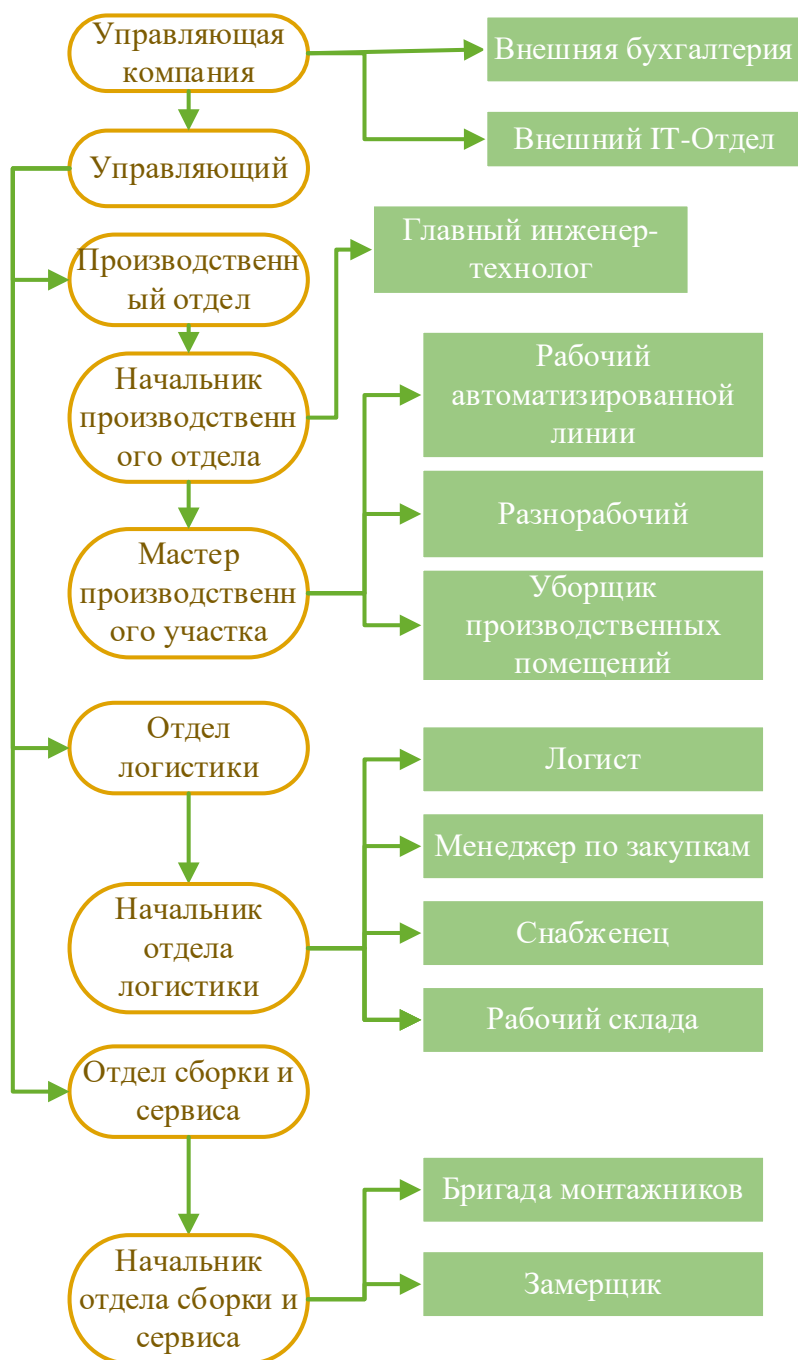 Управляющая
компания
Внешняя бухгалтерия
Внешний IT-Отдел
Управляющий
Главный инженер-
технолог
Производственн
ый отдел
Рабочий
автоматизированной
линии
Начальник
производственн
ого отдела
Разнорабочий
Мастер
производственн
ого участка
Уборщик
производственных
помещений
Отдел
логистики
Логист
Менеджер по закупкам
Начальник
отдела
логистики
Снабженец
Рабочий склада
Отдел сборки и
сервиса
Бригада монтажников
Начальник
отдела сборки и
сервиса
Замерщик